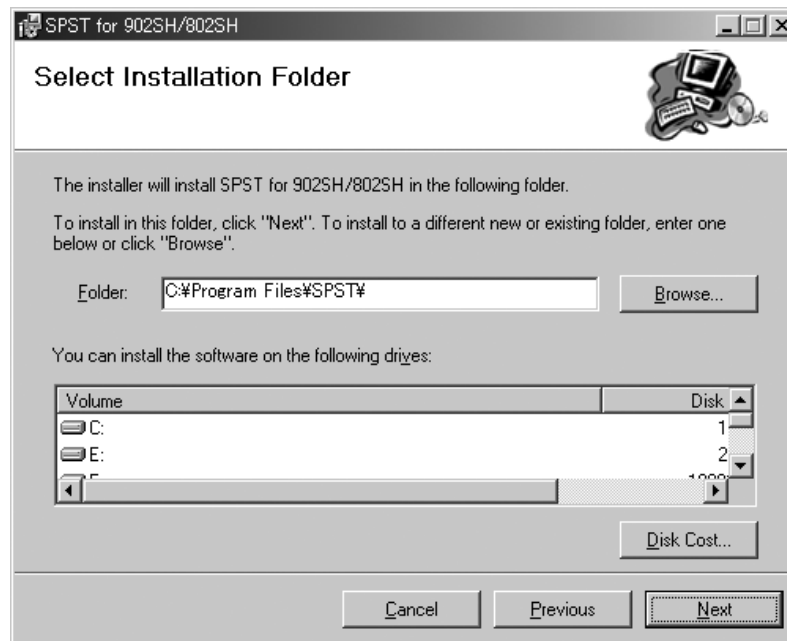 SPST for 902SH/802SH
Select Installation Folder
The installer will install SPST for 902SH/802SH in the following folder.
To install in this folder, click "Next". To install to a different new or existing folder, enter one
below or click "Browse".
Folder: C:¥Program Files¥SPST¥ Browse...
You can install the software on the following drives:
Volume Disk
C: 1
E: 2
Disk Cost...
Cancel Previous Next